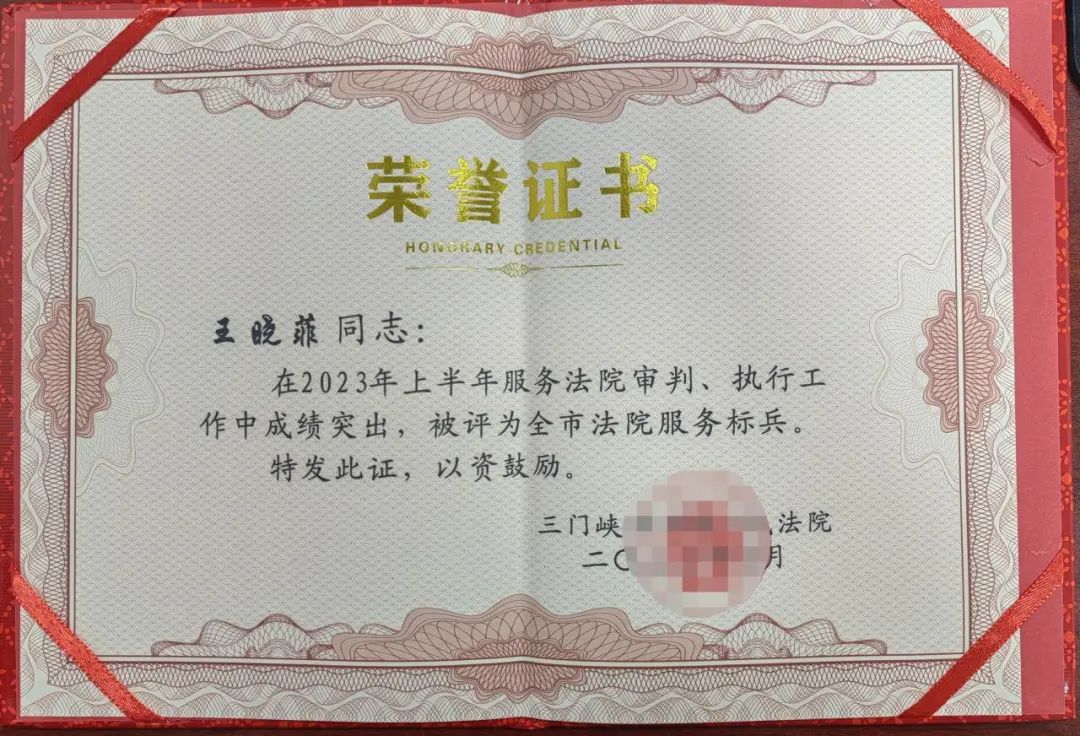 荣誉证书
HONORARY CREDENTIAL
王晓菲同志：
在2023年上半年服务法院审判、执行工
作中成绩突出，被评为全市法院服务标兵。
特发此证，以资鼓励。
三门峡 法院
二〇 月